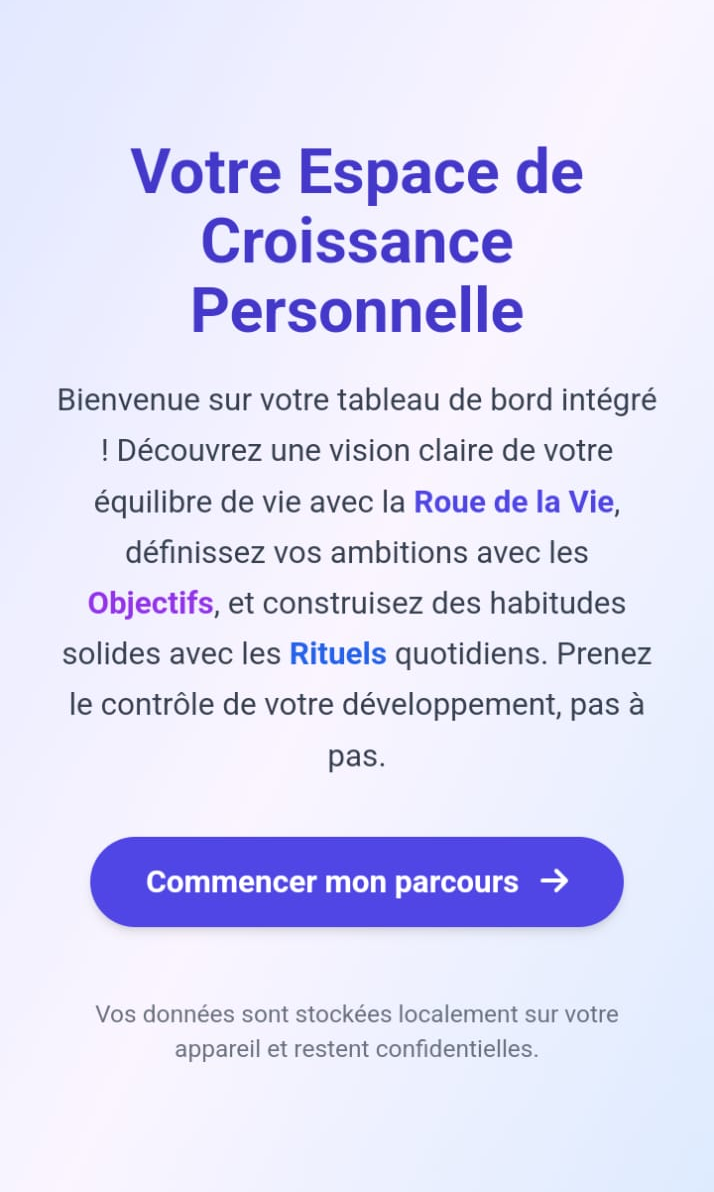 Votre Espace de
Croissance
Personnelle
Bienvenue sur votre tableau de bord intégré
! Découvrez une vision claire de votre
équilibre de vie avec la Roue de la Vie,
définissez vos ambitions avec les
Objectifs, et construisez des habitudes
solides avec les Rituels quotidiens. Prenez
le contrôle de votre développement, pas à
pas.
Commencer mon parcours →
Vos données sont stockées localement sur votre
appareil et restent confidentielles.